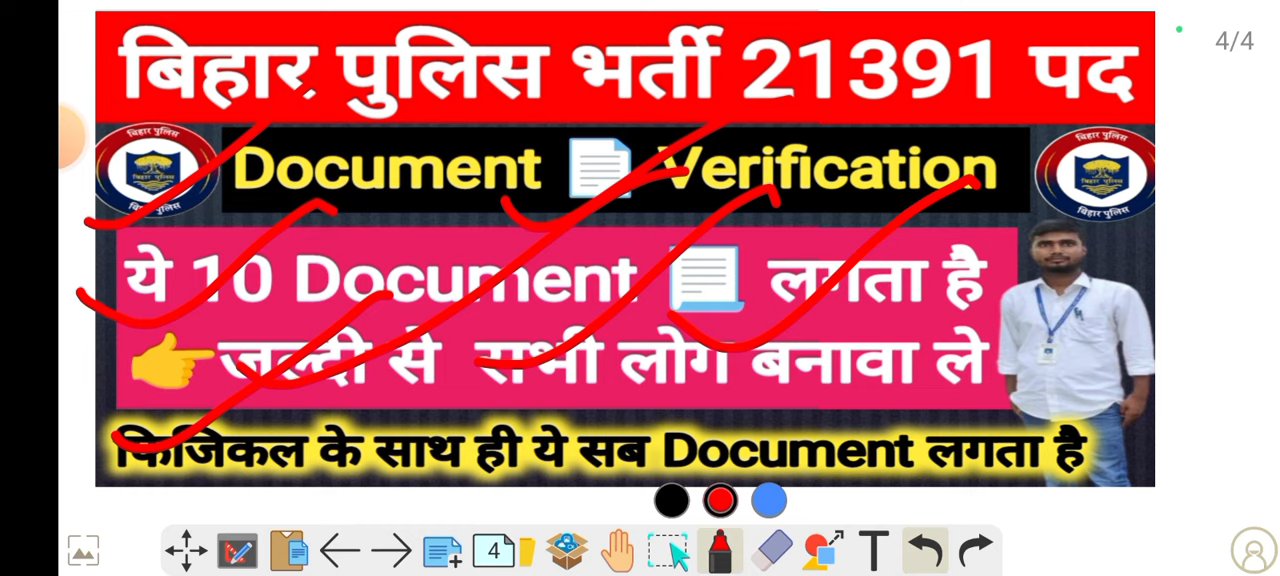 बिहार पुलिस भर्ती 21391 पद
4/4
बिहार पुलिस
बिहार पुलिस
बिहार पुलिस
Document Verification
बिहार पुलिस
बिहार पुलिस
बिहार पुलिस
ये 10 Document लगता है
जल्दी से सभी लोग बनावा ले
फिजिकल के साथ ही ये सब Document लगता है
4
T